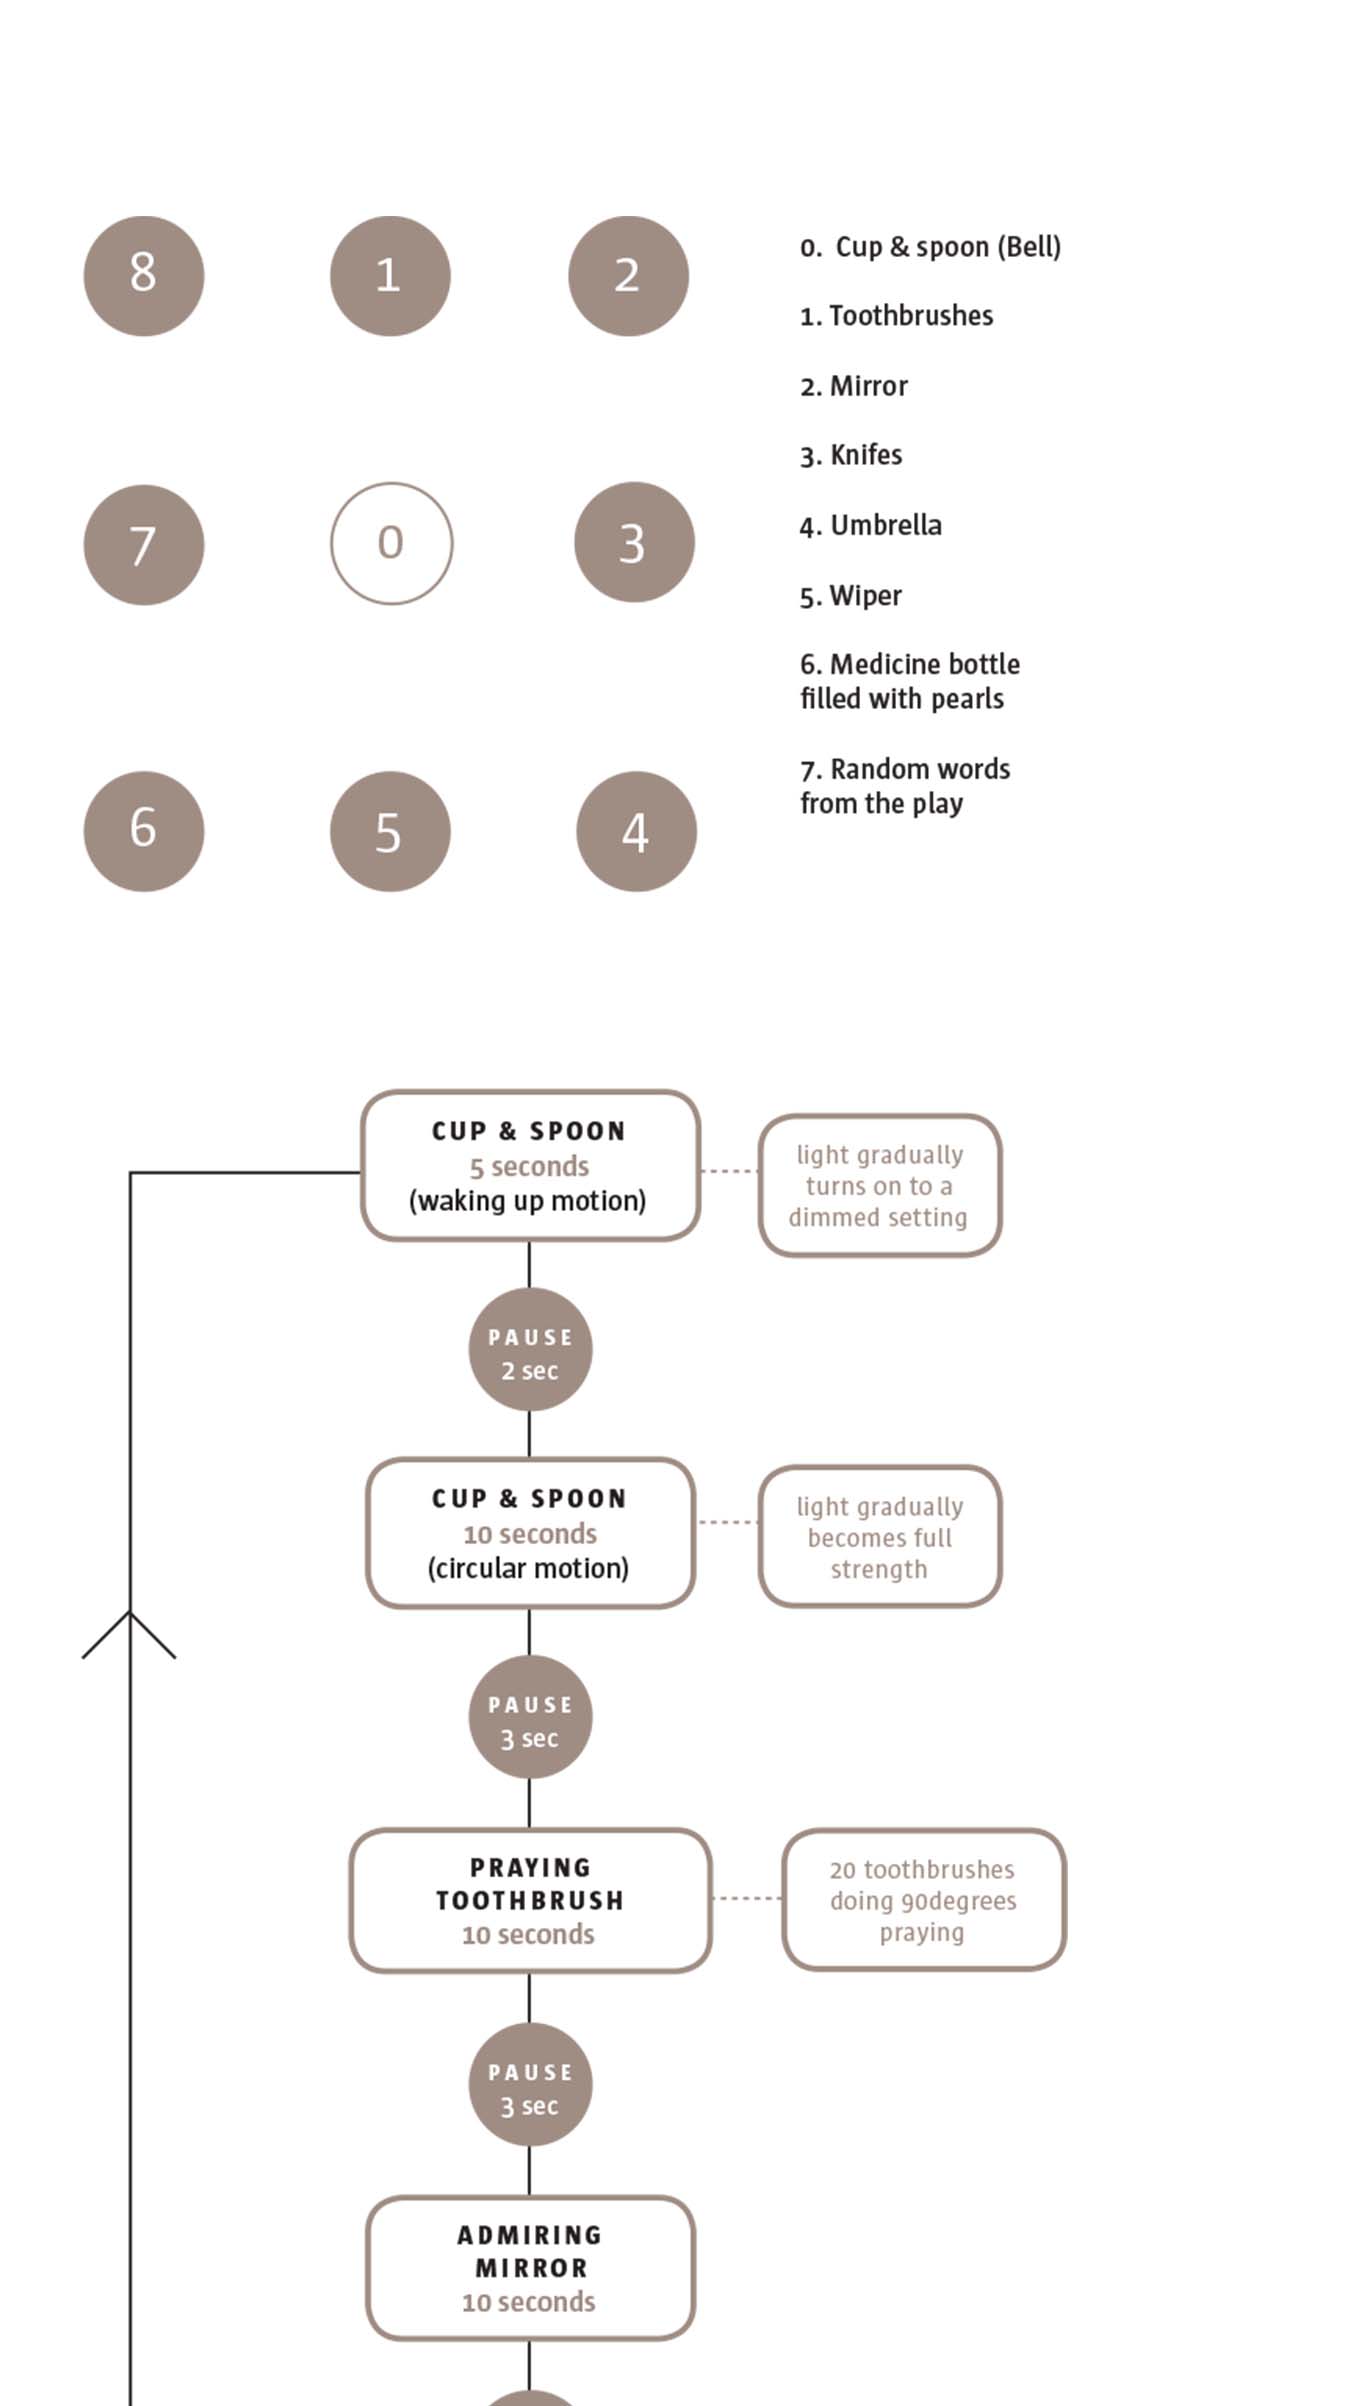 8 1 2
7 0 3
6 5 4
0. Cup & spoon (Bell)
1. Toothbrushes
2. Mirror
3. Knifes
4. Umbrella
5. Wiper
6. Medicine bottle
filled with pearls
7. Random words
from the play
CUP & SPOON
5 seconds
(waking up motion)
light gradually
turns on to a
dimmed setting
PAUSE
2 sec
CUP & SPOON
10 seconds
(circular motion)
light gradually
becomes full
strength
PAUSE
3 sec
PRAYING
TOOTHBRUSH
10 seconds
20 toothbrushes
doing 90degrees
praying
PAUSE
3 sec
ADMIRING
MIRROR
10 seconds